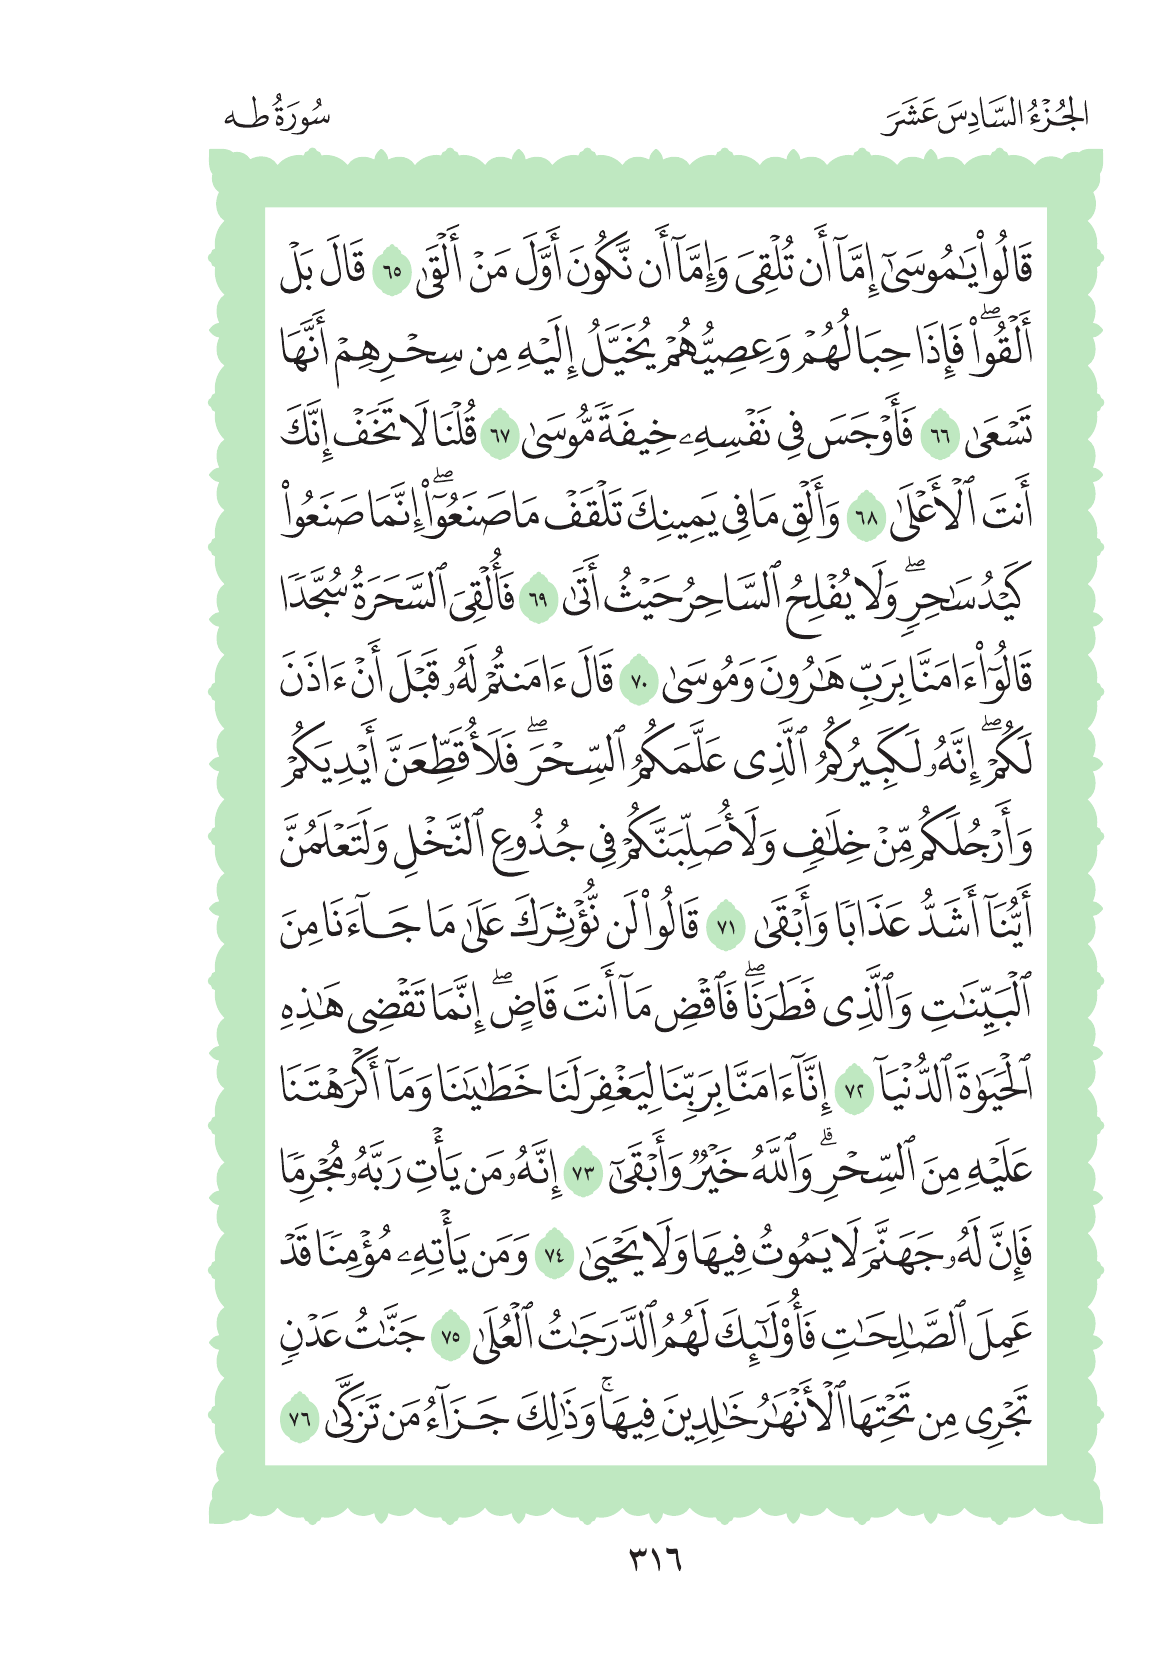 الجُزْءُ السَّادِسَ عَشَرَ
سُورَةُ طه
قَالُواْ يَٰمُوسَىٰٓ إِمَّآ أَن تُلۡقِيَ وَإِمَّآ أَن نَّكُونَ أَوَّلَ مَنۡ أَلۡقَىٰ ٦٥ قَالَ بَلۡ
أَلۡقُواْۖ فَإِذَا حِبَالُهُمۡ وَعِصِيُّهُمۡ يُخَيَّلُ إِلَيۡهِ مِن سِحۡرِهِمۡ أَنَّهَا
تَسۡعَىٰ ٦٦ فَأَوۡجَسَ فِي نَفۡسِهِۦ خِيفَةٗ مُّوسَىٰ ٦٧ قُلۡنَا لَا تَخَفۡ إِنَّكَ
أَنتَ ٱلۡأَعۡلَىٰ ٦٨ وَأَلۡقِ مَا فِي يَمِينِكَ تَلۡقَفۡ مَا صَنَعُوٓاْۖ إِنَّمَا صَنَعُواْ
كَيۡدُ سَٰحِرٖۖ وَلَا يُفۡلِحُ ٱلسَّاحِرُ حَيۡثُ أَتَىٰ ٦٩ فَأُلۡقِيَ ٱلسَّحَرَةُ سُجَّدٗا
قَالُوٓاْ ءَامَنَّا بِرَبِّ هَٰرُونَ وَمُوسَىٰ ٧٠ قَالَ ءَامَنتُمۡ لَهُۥ قَبۡلَ أَنۡ ءَاذَنَ
لَكُمۡۖ إِنَّهُۥ لَكَبِيرُكُمُ ٱلَّذِي عَلَّمَكُمُ ٱلسِّحۡرَۖ فَلَأُقَطِّعَنَّ أَيۡدِيَكُمۡ
وَأَرۡجُلَكُم مِّنۡ خِلَٰفٖ وَلَأُصَلِّبَنَّكُمۡ فِي جُذُوعِ ٱلنَّخۡلِ وَلَتَعۡلَمُنَّ
أَيُّنَآ أَشَدُّ عَذَابٗا وَأَبۡقَىٰ ٧١ قَالُواْ لَن نُّؤۡثِرَكَ عَلَىٰ مَا جَآءَنَا مِنَ
ٱلۡبَيِّنَٰتِ وَٱلَّذِي فَطَرَنَاۖ فَٱقۡضِ مَآ أَنتَ قَاضٍۖ إِنَّمَا تَقۡضِي هَٰذِهِ
ٱلۡحَيَوٰةَ ٱلدُّنۡيَآ ٧٢ إِنَّآ ءَامَنَّا بِرَبِّنَا لِيَغۡفِرَ لَنَا خَطَٰيَٰنَا وَمَآ أَكۡرَهۡتَنَا
عَلَيۡهِ مِنَ ٱلسِّحۡرِۗ وَٱللَّهُ خَيۡرٞ وَأَبۡقَىٰٓ ٧٣ إِنَّهُۥ مَن يَأۡتِ رَبَّهُۥ مُجۡرِمٗا
فَإِنَّ لَهُۥ جَهَنَّمَ لَا يَمُوتُ فِيهَا وَلَا يَحۡيَىٰ ٧٤ وَمَن يَأۡتِهِۦ مُؤۡمِنٗا قَدۡ
عَمِلَ ٱلصَّٰلِحَٰتِ فَأُوْلَٰٓئِكَ لَهُمُ ٱلدَّرَجَٰتُ ٱلۡعُلَىٰ ٧٥ جَنَّٰتُ عَدۡنٖ
تَجۡرِي مِن تَحۡتِهَا ٱلۡأَنۡهَٰرُ خَٰلِدِينَ فِيهَاۚ وَذَٰلِكَ جَزَآءُ مَن تَزَكَّىٰ ٧٦
٣١٦